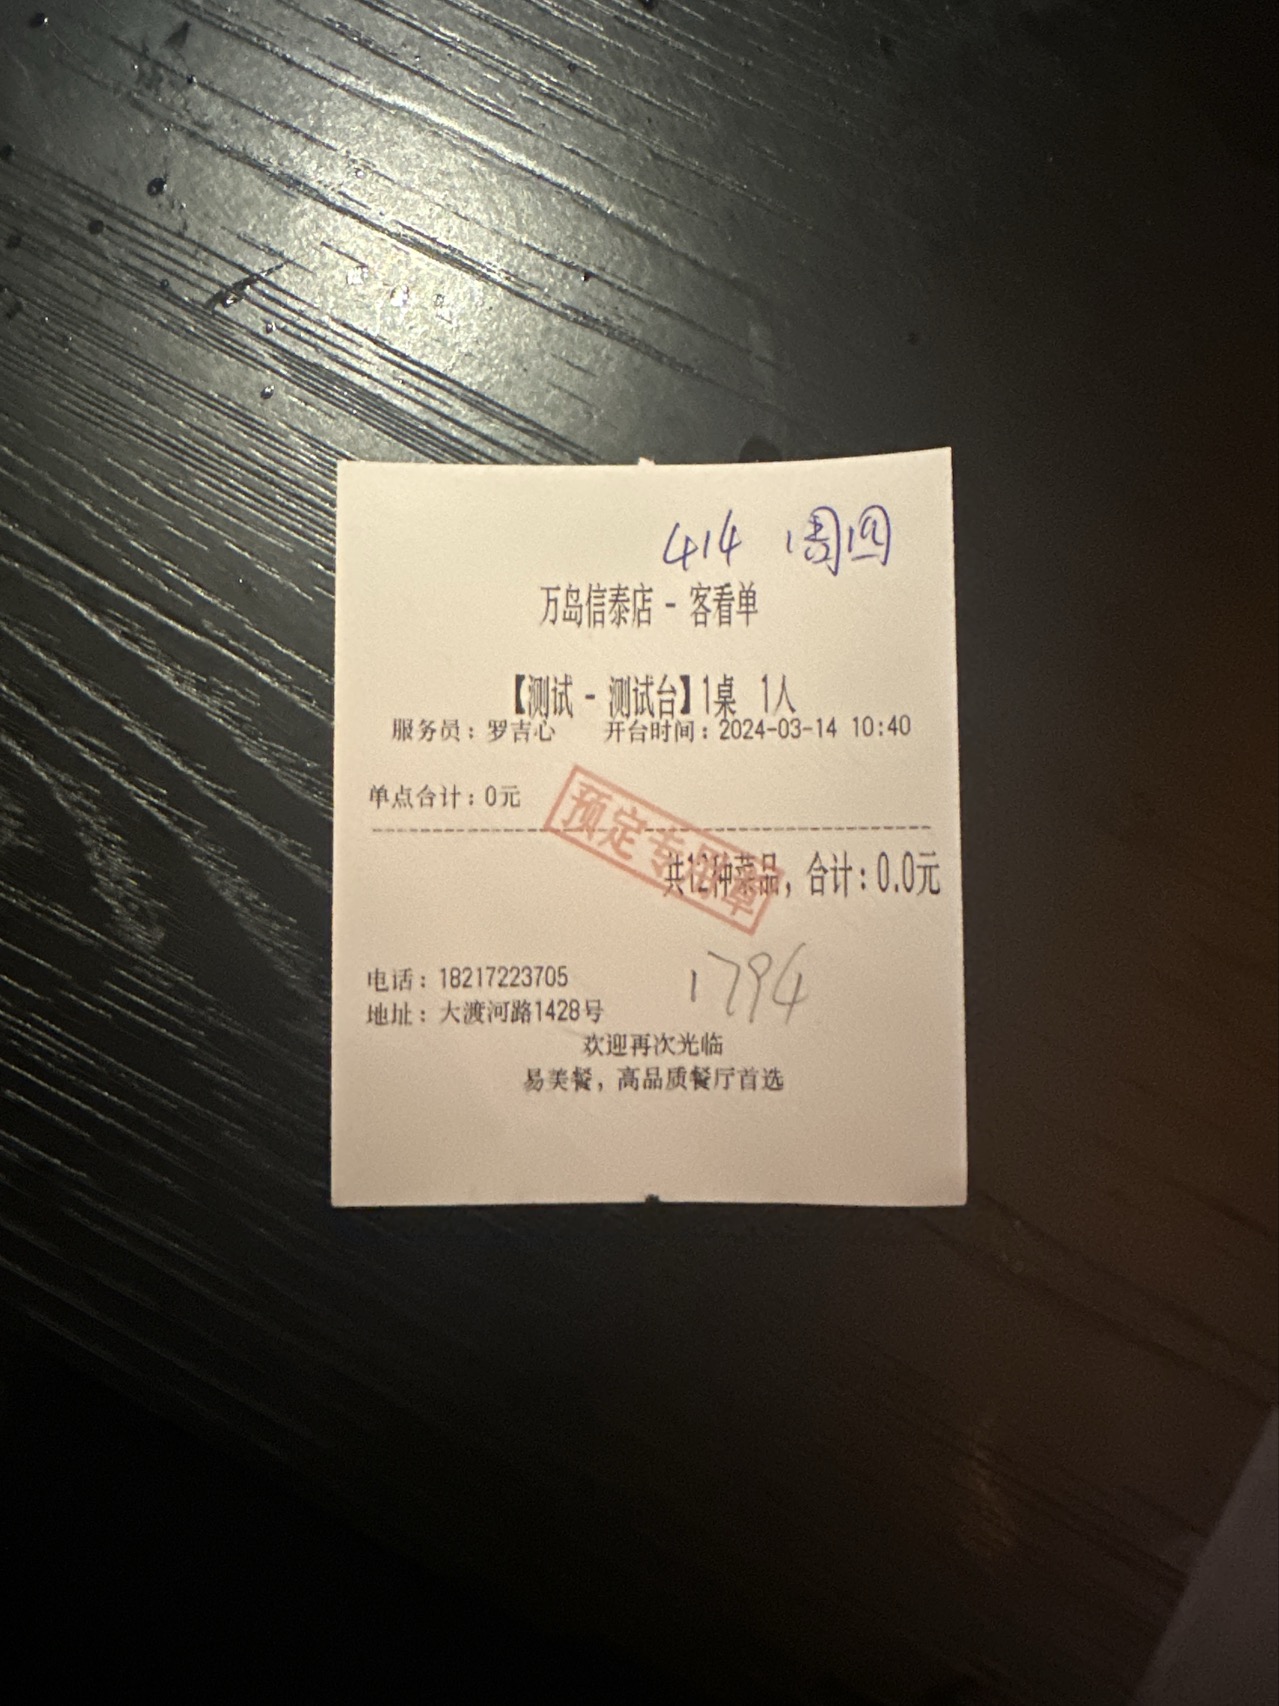 414 周四
万岛信泰店 - 客看单
【测试 - 测试台】1桌 1人
服务员：罗吉心 开台时间：2024-03-14 10:40
单点合计：0元
预定专用章
共12种菜品，合计：0.0元
电话：18217223705
1794
地址：大渡河路1428号
欢迎再次光临
易美餐，高品质餐厅首选